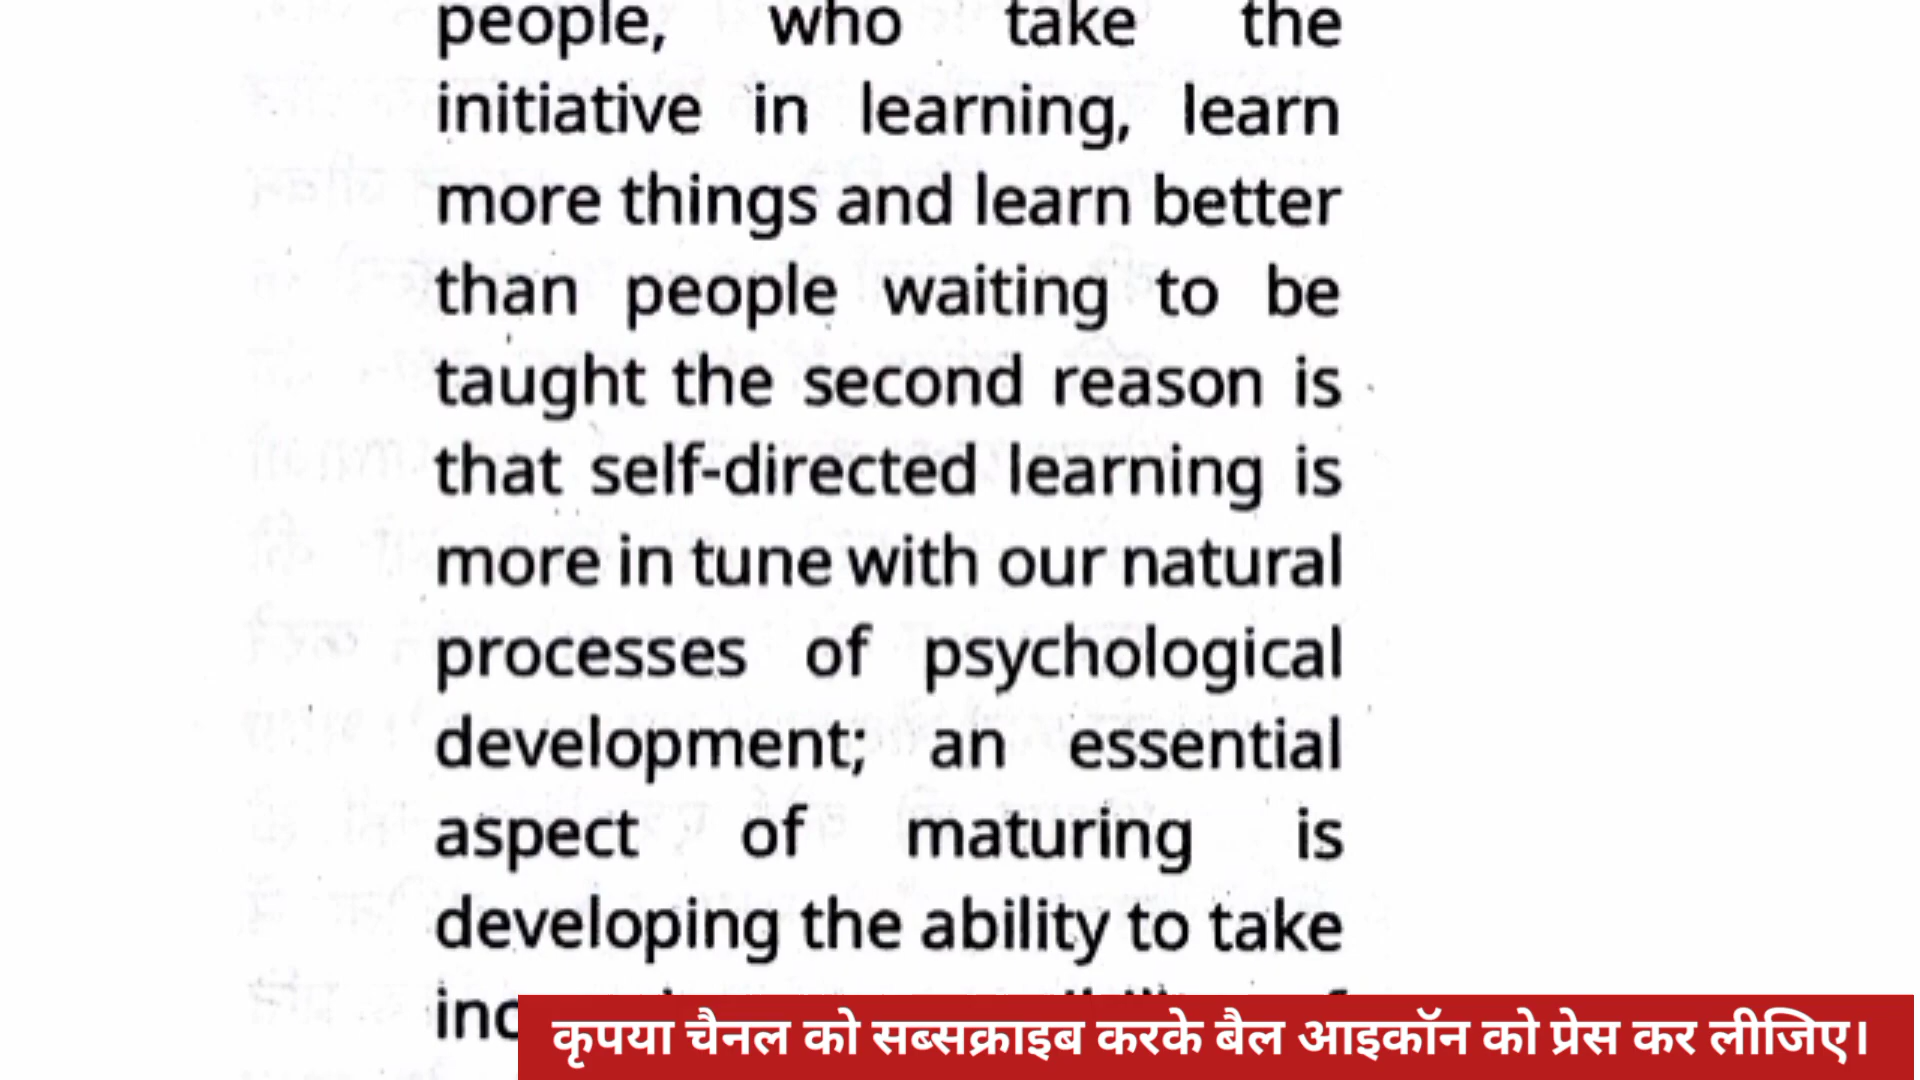 people, who take the
initiative in learning, learn
more things and learn better
than people waiting to be
taught the second reason is
that self-directed learning is
more in tune with our natural
processes of psychological
development; an essential
aspect of maturing is
developing the ability to take
कृपया चैनल को सब्सक्राइब करके बैल आइकॉन को प्रेस कर लीजिए।